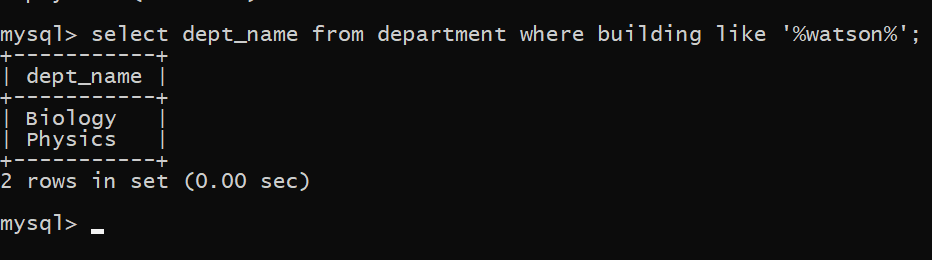 mysql> select dept_name from department where building like '%watson%';
+-----------+
| dept_name |
+-----------+
| Biology   |
| Physics   |
+-----------+
2 rows in set (0.00 sec)
mysql> _